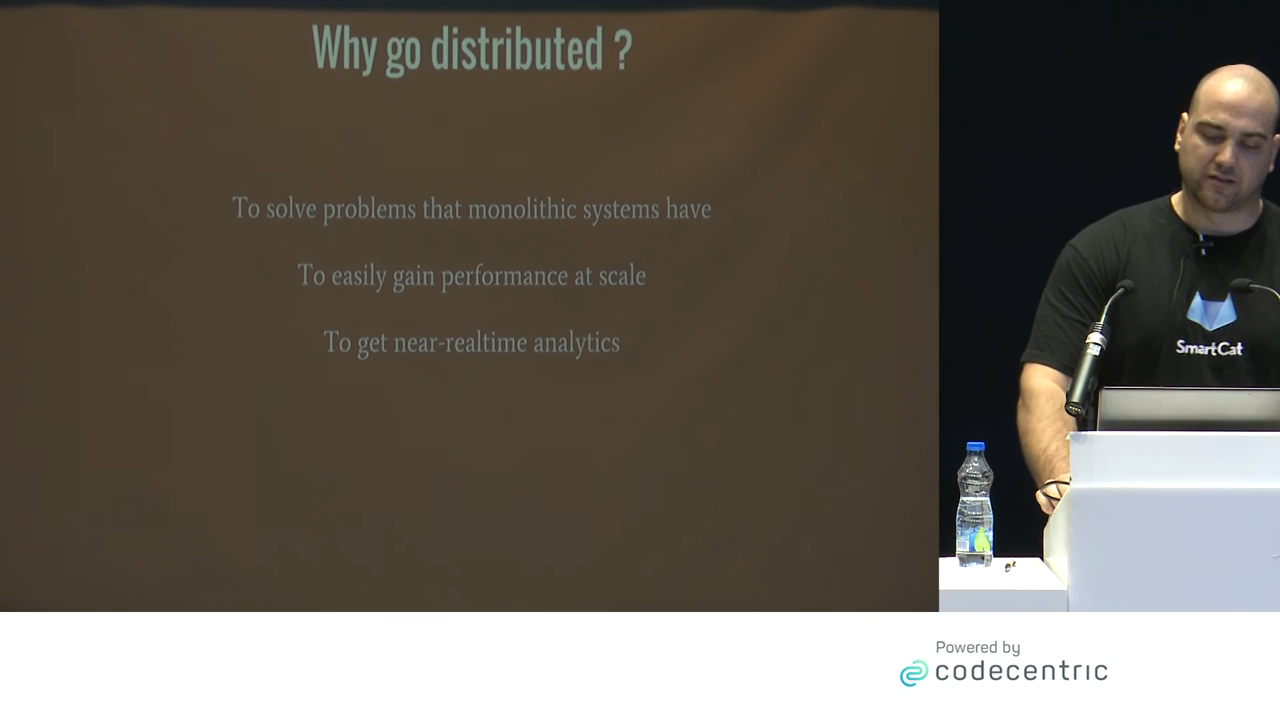 Why go distributed ?
To solve problems that monolithic systems have
To easily gain performance at scale
To get near-realtime analytics
SmartCat
Powered by
codecentric